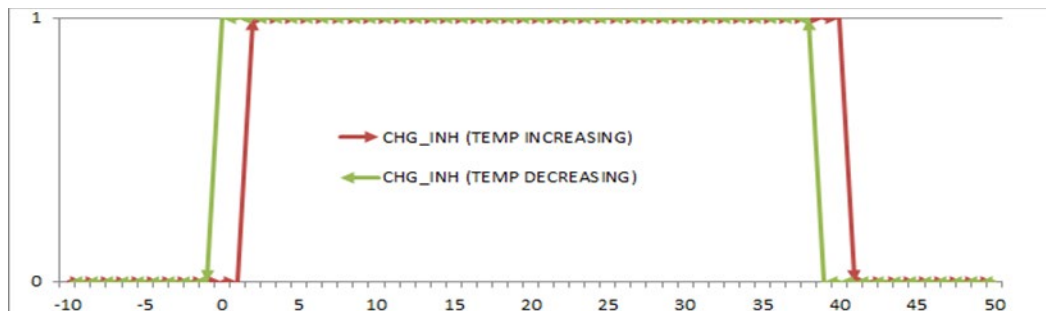 1
CHG_INH (TEMP INCREASING)
CHG_INH (TEMP DECREASING)
0
-10 -5 0 5 10 15 20 25 30 35 40 45 50